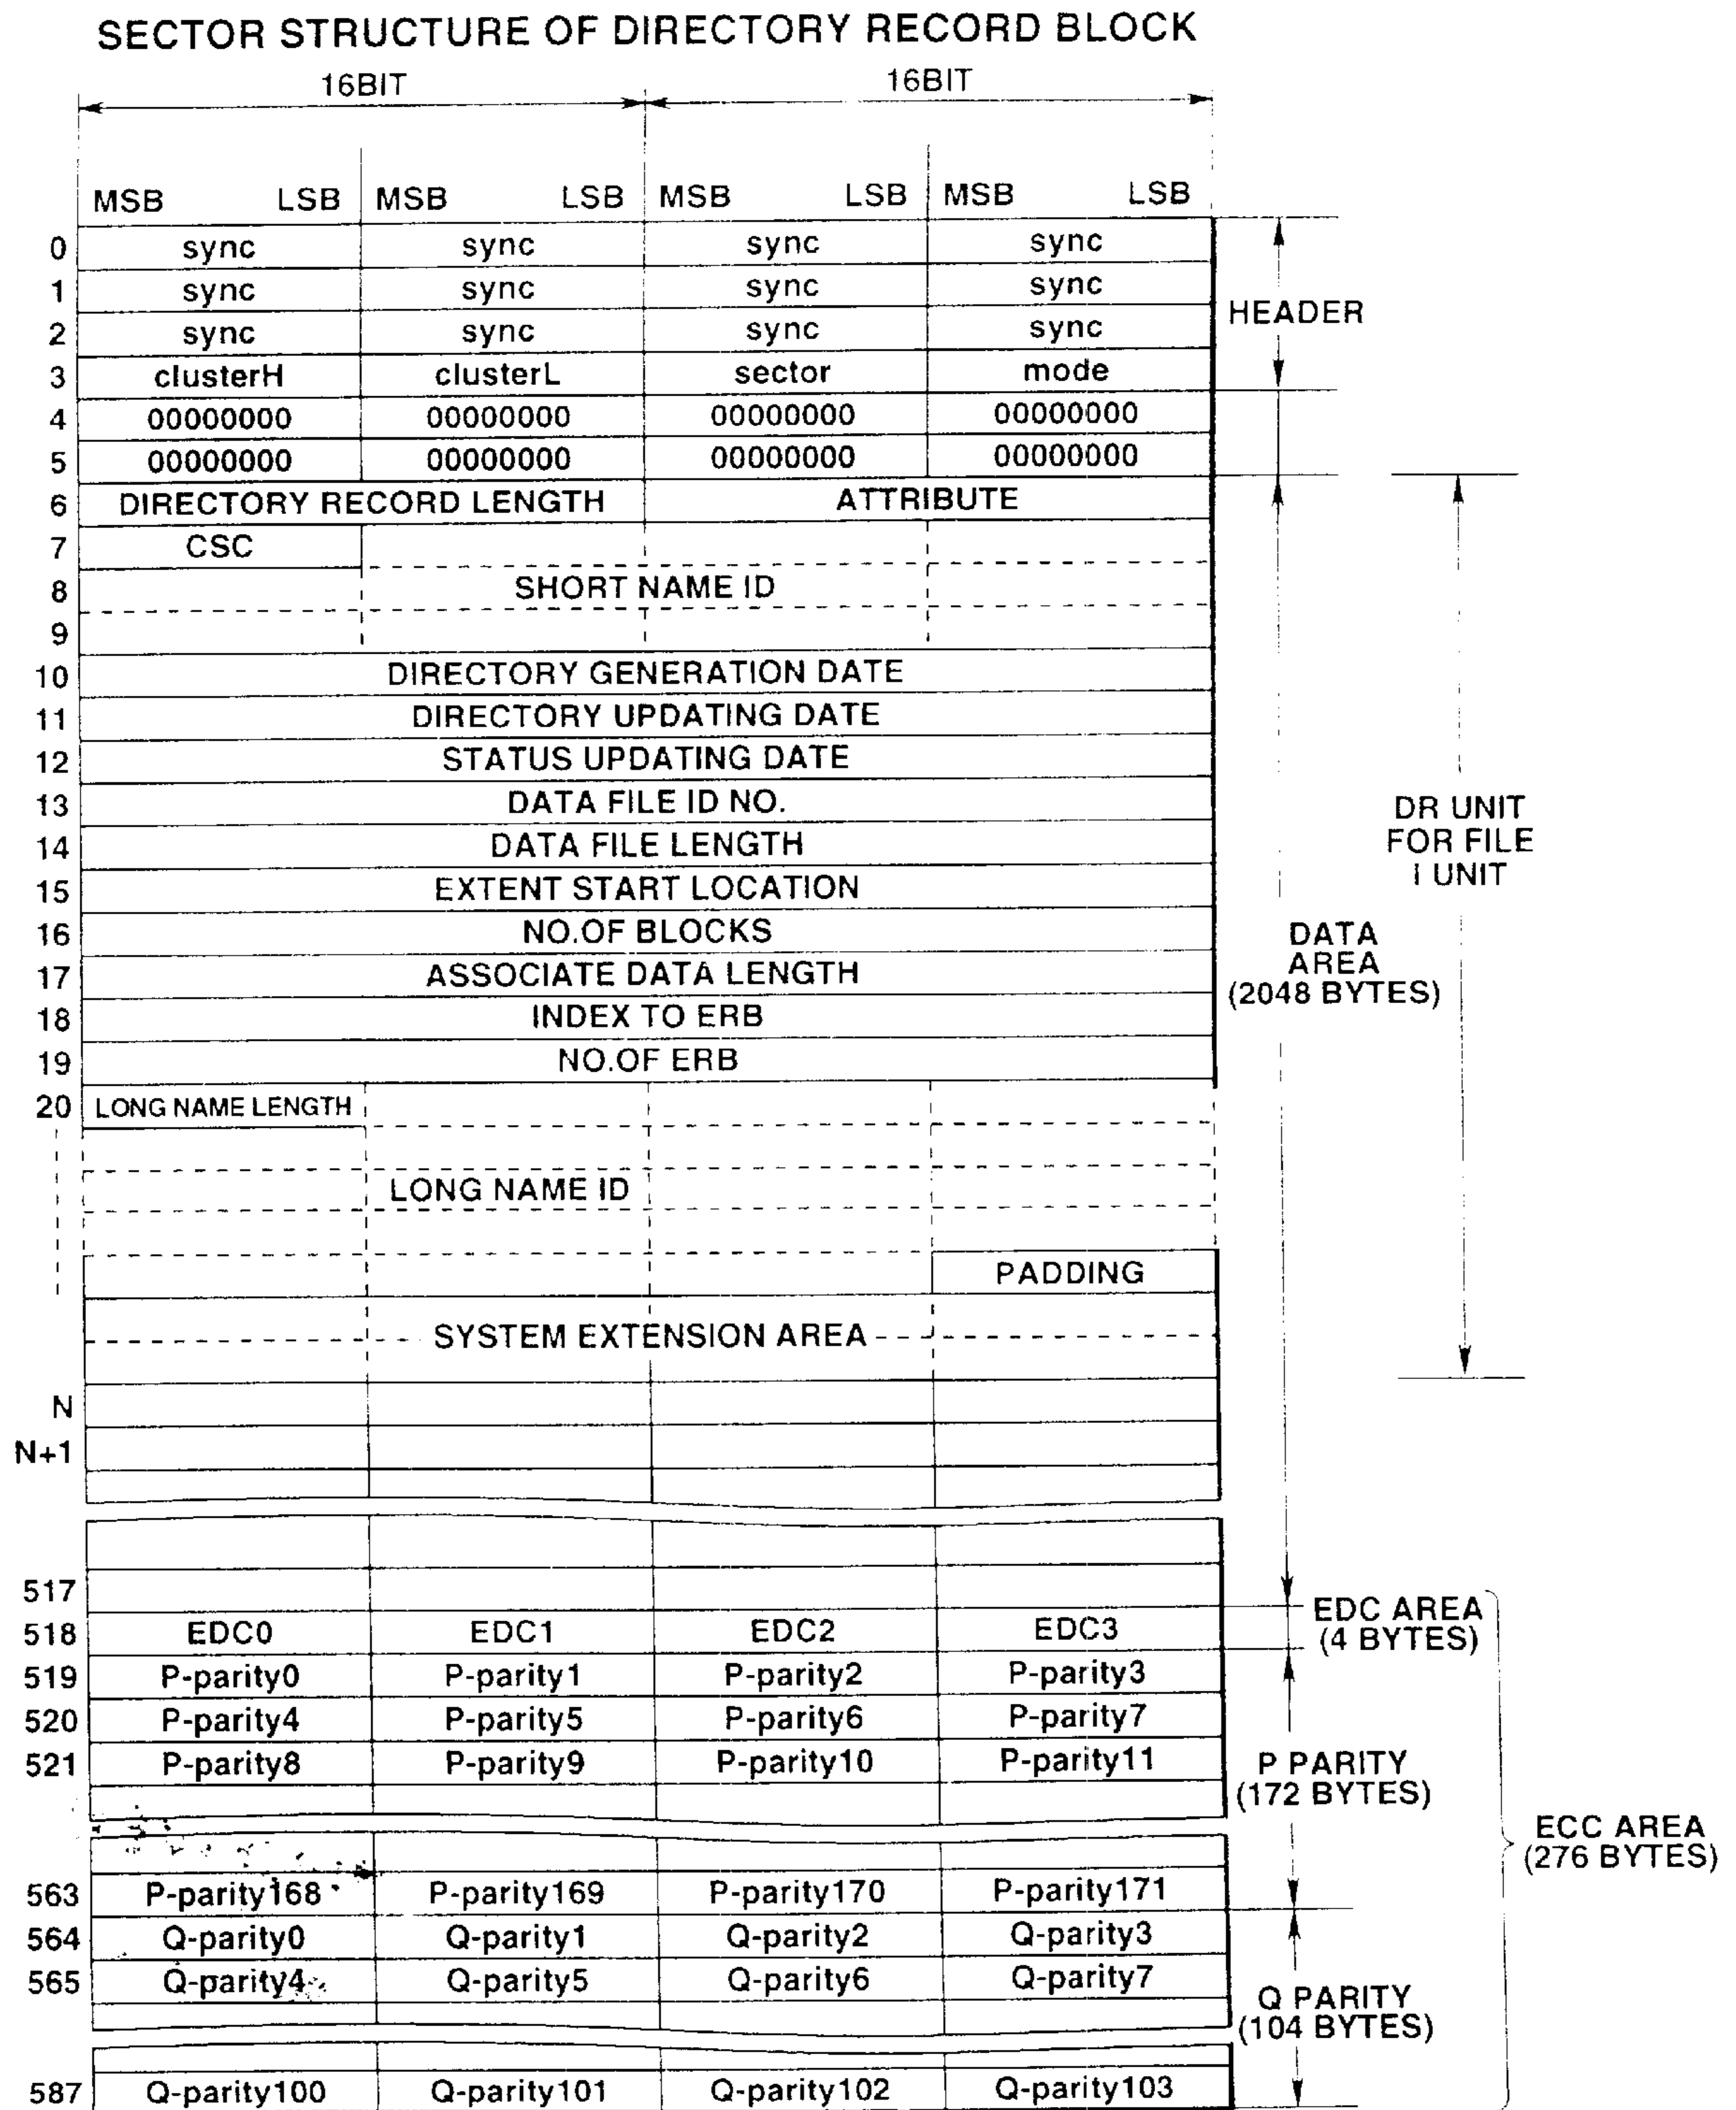 SECTOR STRUCTURE OF DIRECTORY RECORD BLOCK
16BIT 16BIT
MSB LSB MSB LSB MSB LSB MSB LSB
0 sync sync sync sync
1 sync sync sync sync
2 sync sync sync sync
HEADER
3 clusterH clusterL sector mode
4 00000000 00000000 00000000 00000000
5 00000000 00000000 00000000 00000000
6 DIRECTORY RECORD LENGTH ATTRIBUTE
7 CSC
8 SHORT NAME ID
9
10 DIRECTORY GENERATION DATE
11 DIRECTORY UPDATING DATE
12 STATUS UPDATING DATE
13 DATA FILE ID NO.
14 DATA FILE LENGTH
15 EXTENT START LOCATION
16 NO.OF BLOCKS
17 ASSOCIATE DATA LENGTH
18 INDEX TO ERB
19 NO.OF ERB
20 LONG NAME LENGTH
LONG NAME ID
PADDING
SYSTEM EXTENSION AREA
N
N+1
DR UNIT
FOR FILE
I UNIT
DATA
AREA
(2048 BYTES)
517
518 EDC0 EDC1 EDC2 EDC3
EDC AREA
(4 BYTES)
519 P-parity0 P-parity1 P-parity2 P-parity3
520 P-parity4 P-parity5 P-parity6 P-parity7
521 P-parity8 P-parity9 P-parity10 P-parity11
P PARITY
(172 BYTES)
563 P-parity168 P-parity169 P-parity170 P-parity171
564 Q-parity0 Q-parity1 Q-parity2 Q-parity3
565 Q-parity4 Q-parity5 Q-parity6 Q-parity7
Q PARITY
(104 BYTES)
587 Q-parity100 Q-parity101 Q-parity102 Q-parity103
ECC AREA
(276 BYTES)